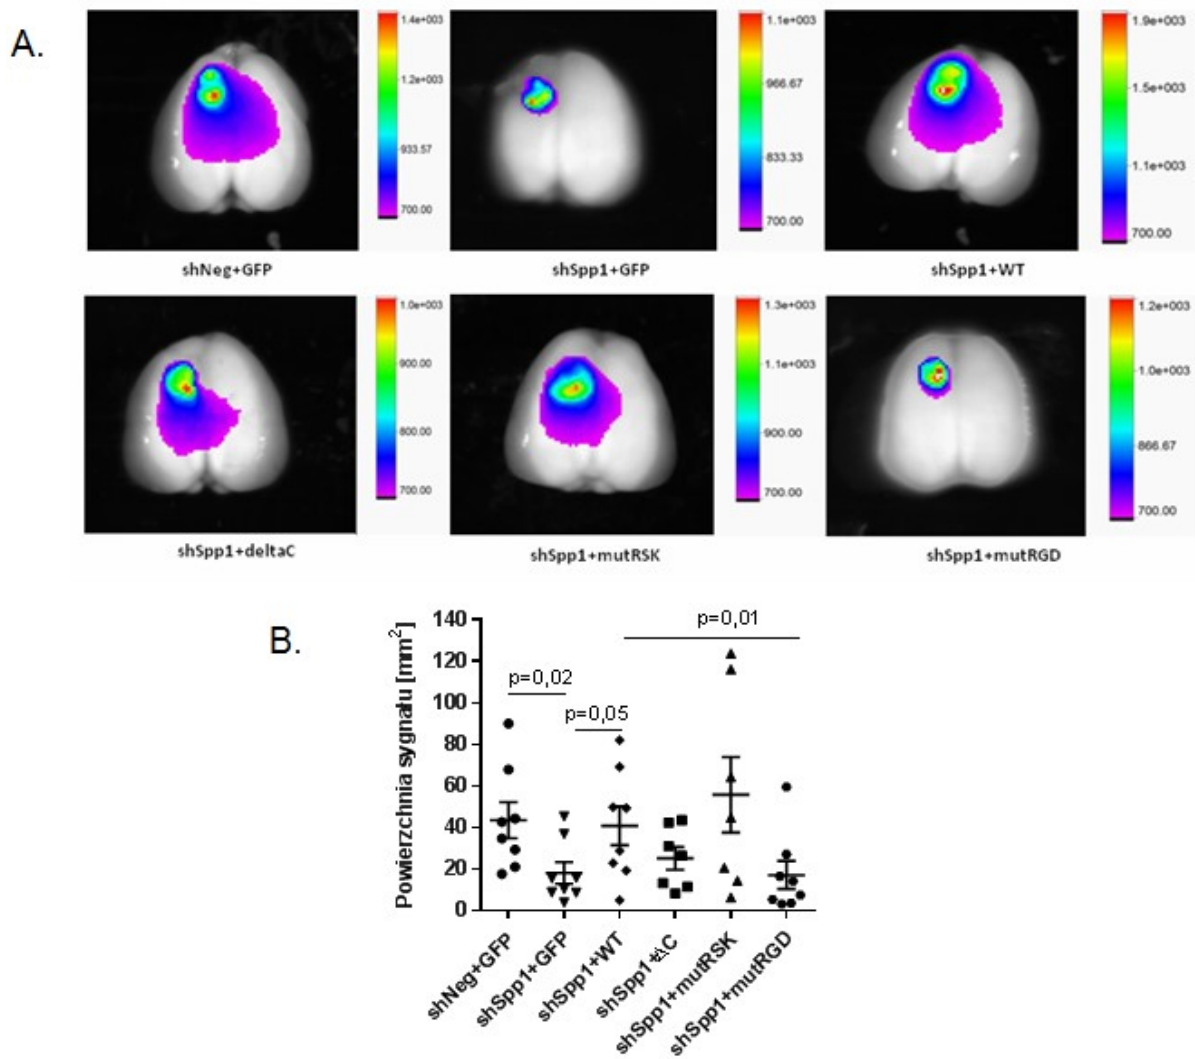 A.
1.4e+003
1.2e+003
933.57
700.00
shNeg+GFP
1.1e+003
966.67
833.33
700.00
shSpp1+GFP
1.9e+003
1.5e+003
1.1e+003
700.00
shSpp1+WT
1.0e+003
900.00
800.00
700.00
shSpp1+deltaC
1.3e+003
1.1e+003
900.00
700.00
shSpp1+mutRSK
1.2e+003
1.0e+003
866.67
700.00
shSpp1+mutRGD
B.
Powierzchnia sygnału [mm²]
140
120
100
80
60
40
20
0
p=0,02
p=0,05
p=0,01
shNeg+GFP
shSpp1+GFP
shSpp1+WT
shSpp1+ΔC
shSpp1+mutRSK
shSpp1+mutRGD